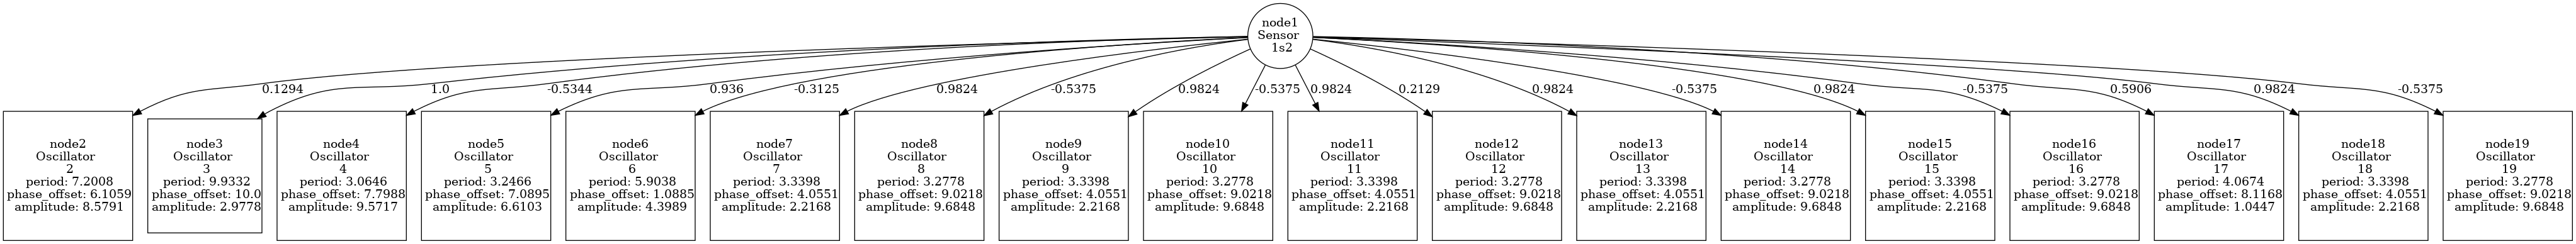 node1
Sensor
1s2
0.1294
1.0
-0.5344
0.936
-0.3125
0.9824
-0.5375
0.9824
-0.5375
0.9824
0.2129
0.9824
-0.5375
0.9824
-0.5375
0.5906
0.9824
-0.5375
node2
Oscillator
2
period: 7.2008
phase_offset: 6.1059
amplitude: 8.5791
node3
Oscillator
3
period: 9.9332
phase_offset: 10.0
amplitude: 2.9778
node4
Oscillator
4
period: 3.0646
phase_offset: 7.7988
amplitude: 9.5717
node5
Oscillator
5
period: 3.2466
phase_offset: 7.0895
amplitude: 6.6103
node6
Oscillator
6
period: 5.9038
phase_offset: 1.0885
amplitude: 4.3989
node7
Oscillator
7
period: 3.3398
phase_offset: 4.0551
amplitude: 2.2168
node8
Oscillator
8
period: 3.2778
phase_offset: 9.0218
amplitude: 9.6848
node9
Oscillator
9
period: 3.3398
phase_offset: 4.0551
amplitude: 2.2168
node10
Oscillator
10
period: 3.2778
phase_offset: 9.0218
amplitude: 9.6848
node11
Oscillator
11
period: 3.3398
phase_offset: 4.0551
amplitude: 2.2168
node12
Oscillator
12
period: 3.2778
phase_offset: 9.0218
amplitude: 9.6848
node13
Oscillator
13
period: 3.3398
phase_offset: 4.0551
amplitude: 2.2168
node14
Oscillator
14
period: 3.2778
phase_offset: 9.0218
amplitude: 9.6848
node15
Oscillator
15
period: 3.3398
phase_offset: 4.0551
amplitude: 2.2168
node16
Oscillator
16
period: 3.2778
phase_offset: 9.0218
amplitude: 9.6848
node17
Oscillator
17
period: 4.0674
phase_offset: 8.1168
amplitude: 1.0447
node18
Oscillator
18
period: 3.3398
phase_offset: 4.0551
amplitude: 2.2168
node19
Oscillator
19
period: 3.2778
phase_offset: 9.0218
amplitude: 9.6848